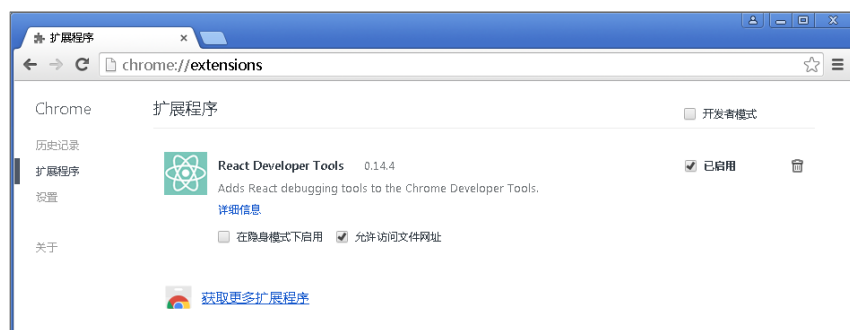 扩展程序
chrome://extensions
Chrome
扩展程序
开发者模式
历史记录
扩展程序
设置
关于
React Developer Tools 0.14.4
已启用
Adds React debugging tools to the Chrome Developer Tools.
详细信息
在隐身模式下启用
允许访问文件网址
获取更多扩展程序